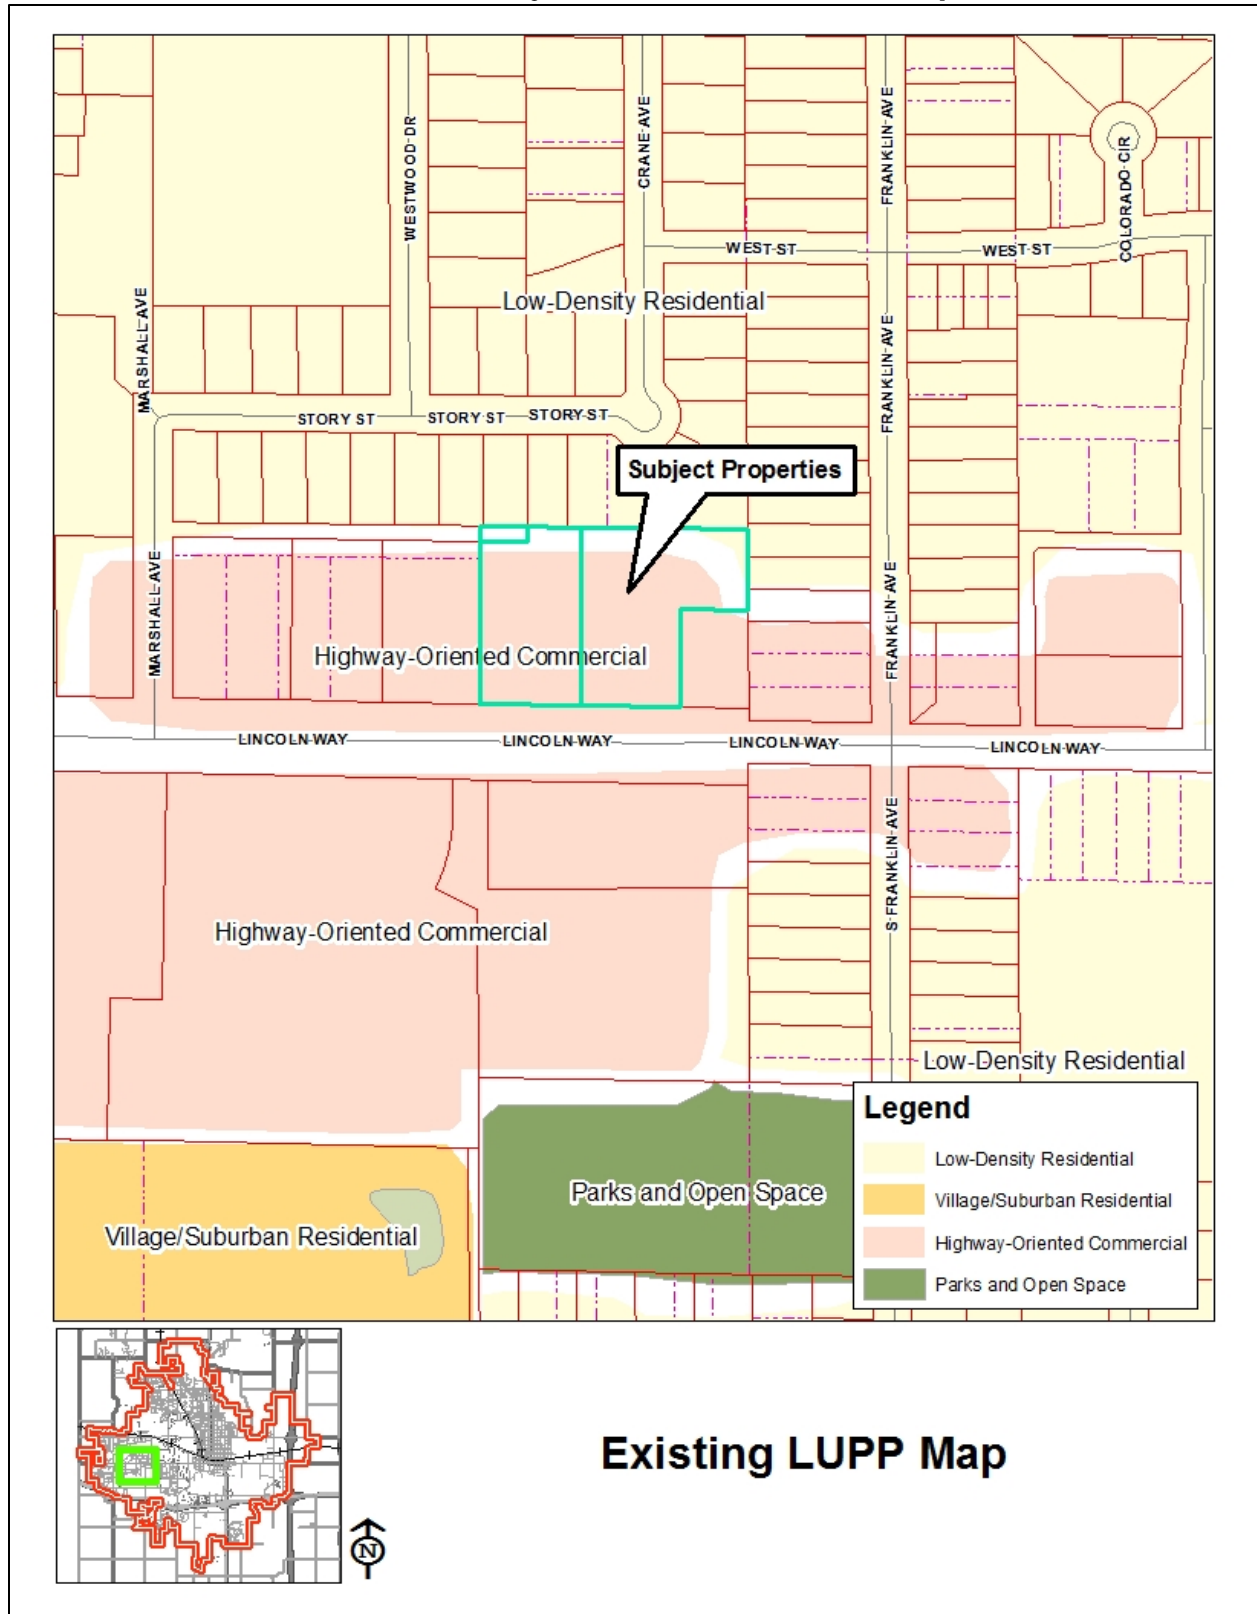 WESTWOOD DR
CRANE AVE
FRANKLIN AVE
COLORADO CIR
WEST ST
WEST ST
Low-Density Residential
MARSHALL AVE
FRANKLIN AVE
STORY ST
STORY ST
STORY ST
Subject Properties
MARSHALL AVE
FRANKLIN AVE
Highway-Oriented Commercial
LINCOLN WAY
LINCOLN WAY
LINCOLN WAY
LINCOLN WAY
S FRANKLIN AVE
Highway-Oriented Commercial
Low-Density Residential
Legend
Low-Density Residential
Village/Suburban Residential
Highway-Oriented Commercial
Parks and Open Space
Parks and Open Space
Village/Suburban Residential
Existing LUPP Map
N